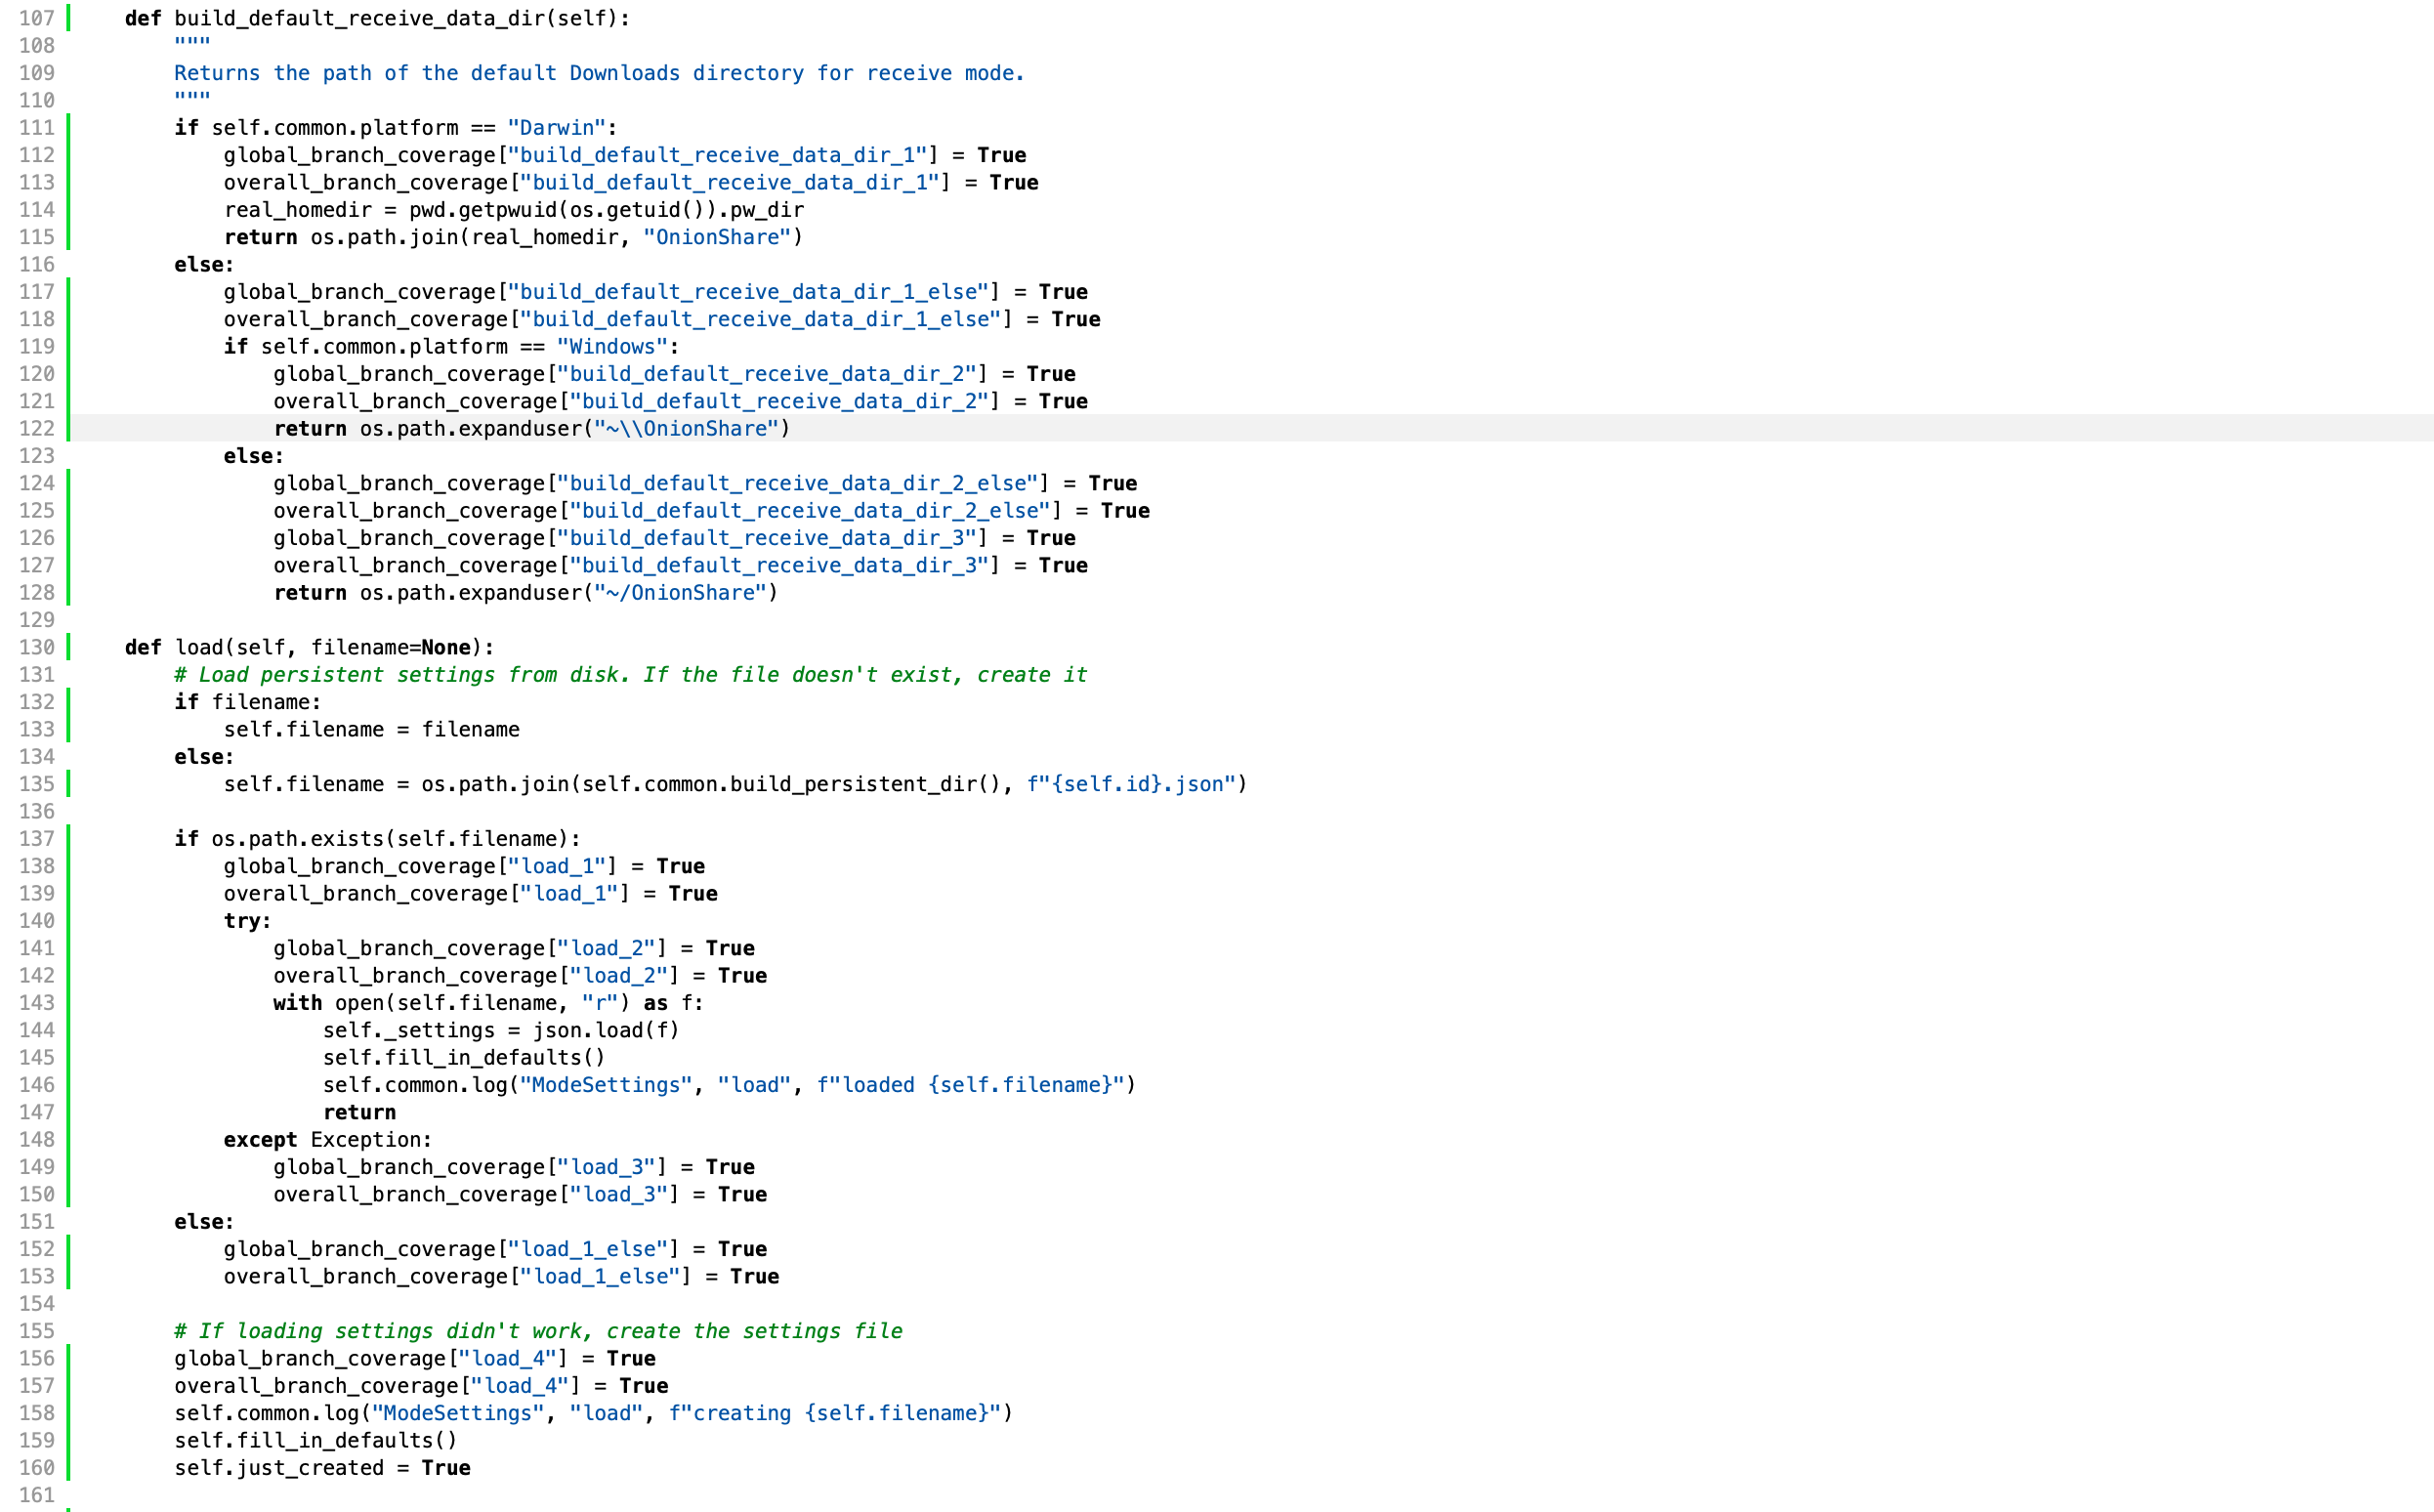 107     def build_default_receive_data_dir(self):
108         """
109         Returns the path of the default Downloads directory for receive mode.
110         """
111         if self.common.platform == "Darwin":
112             global_branch_coverage["build_default_receive_data_dir_1"] = True
113             overall_branch_coverage["build_default_receive_data_dir_1"] = True
114             real_homedir = pwd.getpwuid(os.getuid()).pw_dir
115             return os.path.join(real_homedir, "OnionShare")
116         else:
117             global_branch_coverage["build_default_receive_data_dir_1_else"] = True
118             overall_branch_coverage["build_default_receive_data_dir_1_else"] = True
119             if self.common.platform == "Windows":
120                 global_branch_coverage["build_default_receive_data_dir_2"] = True
121                 overall_branch_coverage["build_default_receive_data_dir_2"] = True
122                 return os.path.expanduser("~\\OnionShare")
123             else:
124                 global_branch_coverage["build_default_receive_data_dir_2_else"] = True
125                 overall_branch_coverage["build_default_receive_data_dir_2_else"] = True
126                 global_branch_coverage["build_default_receive_data_dir_3"] = True
127                 overall_branch_coverage["build_default_receive_data_dir_3"] = True
128                 return os.path.expanduser("~/OnionShare")
129
130     def load(self, filename=None):
131         # Load persistent settings from disk. If the file doesn't exist, create it
132         if filename:
133             self.filename = filename
134         else:
135             self.filename = os.path.join(self.common.build_persistent_dir(), f"{self.id}.json")
136
137         if os.path.exists(self.filename):
138             global_branch_coverage["load_1"] = True
139             overall_branch_coverage["load_1"] = True
140             try:
141                 global_branch_coverage["load_2"] = True
142                 overall_branch_coverage["load_2"] = True
143                 with open(self.filename, "r") as f:
144                     self._settings = json.load(f)
145                     self.fill_in_defaults()
146                     self.common.log("ModeSettings", "load", f"loaded {self.filename}")
147                     return
148             except Exception:
149                 global_branch_coverage["load_3"] = True
150                 overall_branch_coverage["load_3"] = True
151         else:
152             global_branch_coverage["load_1_else"] = True
153             overall_branch_coverage["load_1_else"] = True
154
155         # If loading settings didn't work, create the settings file
156         global_branch_coverage["load_4"] = True
157         overall_branch_coverage["load_4"] = True
158         self.common.log("ModeSettings", "load", f"creating {self.filename}")
159         self.fill_in_defaults()
160         self.just_created = True
161